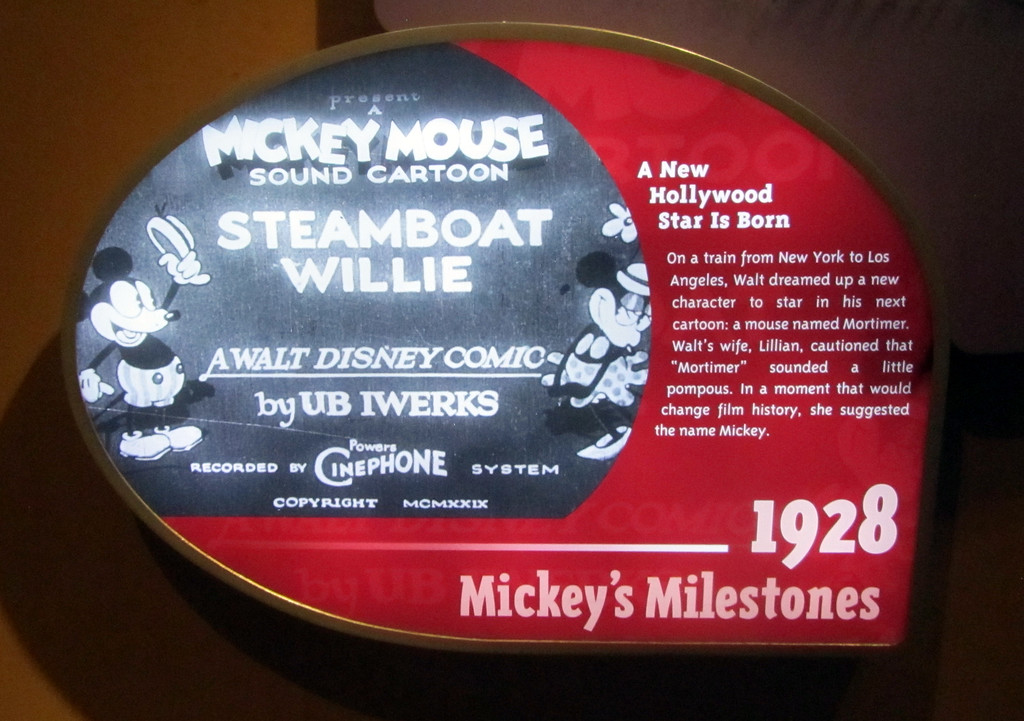 present
A
MICKEY MOUSE
SOUND CARTOON
STEAMBOAT
WILLIE
A WALT DISNEY COMIC
by UB IWERKS
RECORDED BY Powers CINEPHONE SYSTEM
COPYRIGHT MCMXXIX
A New
Hollywood
Star Is Born
On a train from New York to Los
Angeles, Walt dreamed up a new
character to star in his next
cartoon: a mouse named Mortimer.
Walt's wife, Lillian, cautioned that
"Mortimer" sounded a little
pompous. In a moment that would
change film history, she suggested
the name Mickey.
1928
Mickey's Milestones